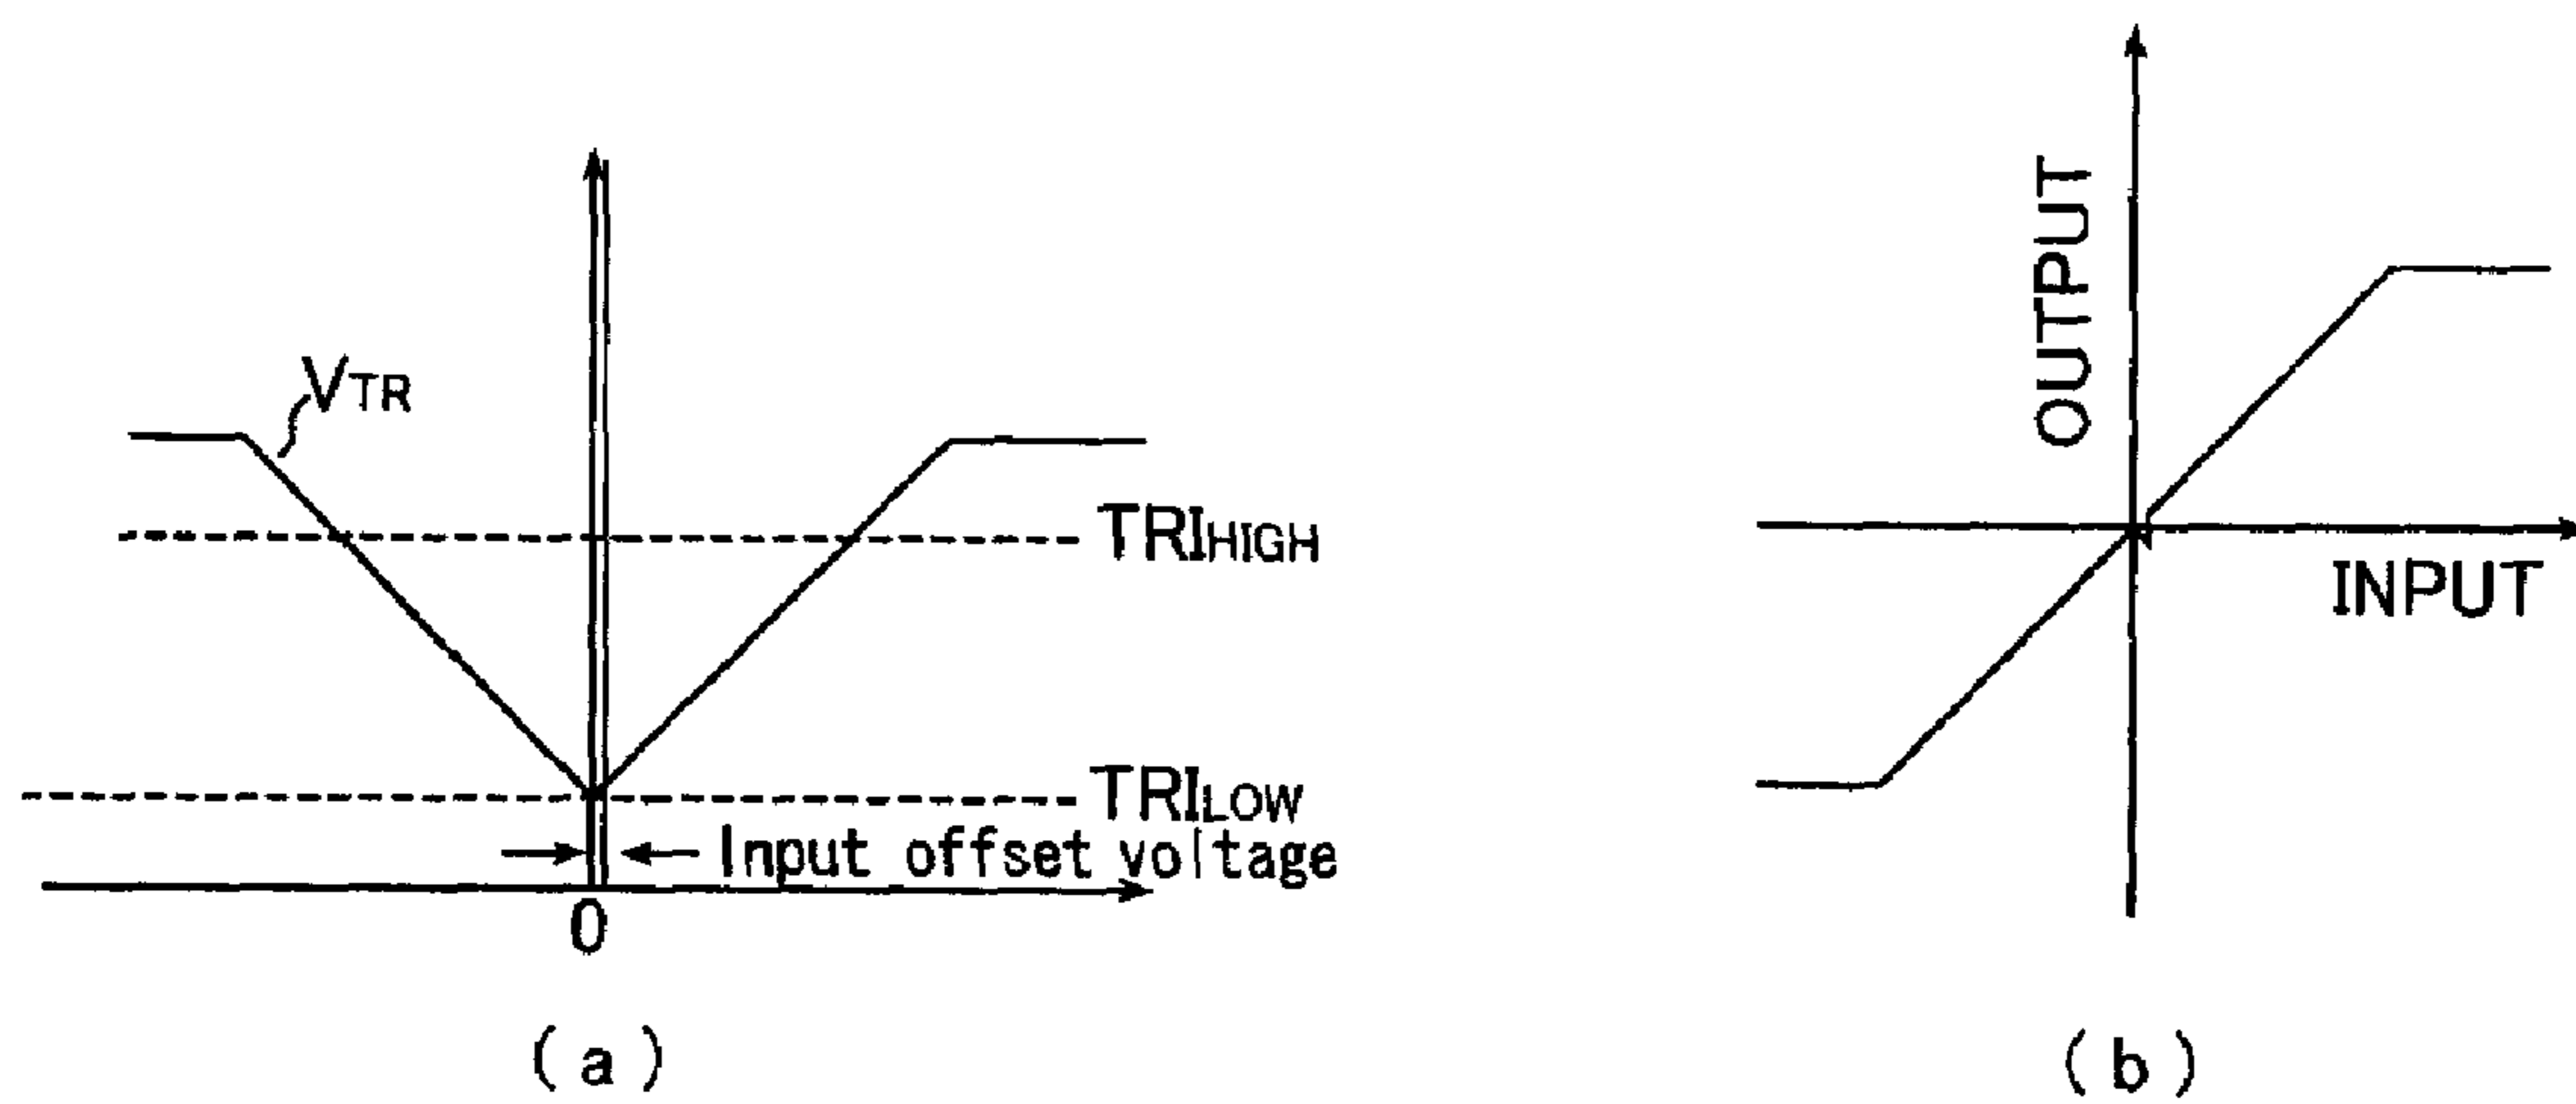 VTR
TRIHIGH
TRILOW
Input offset voltage
0
(a)
OUTPUT
INPUT
(b)